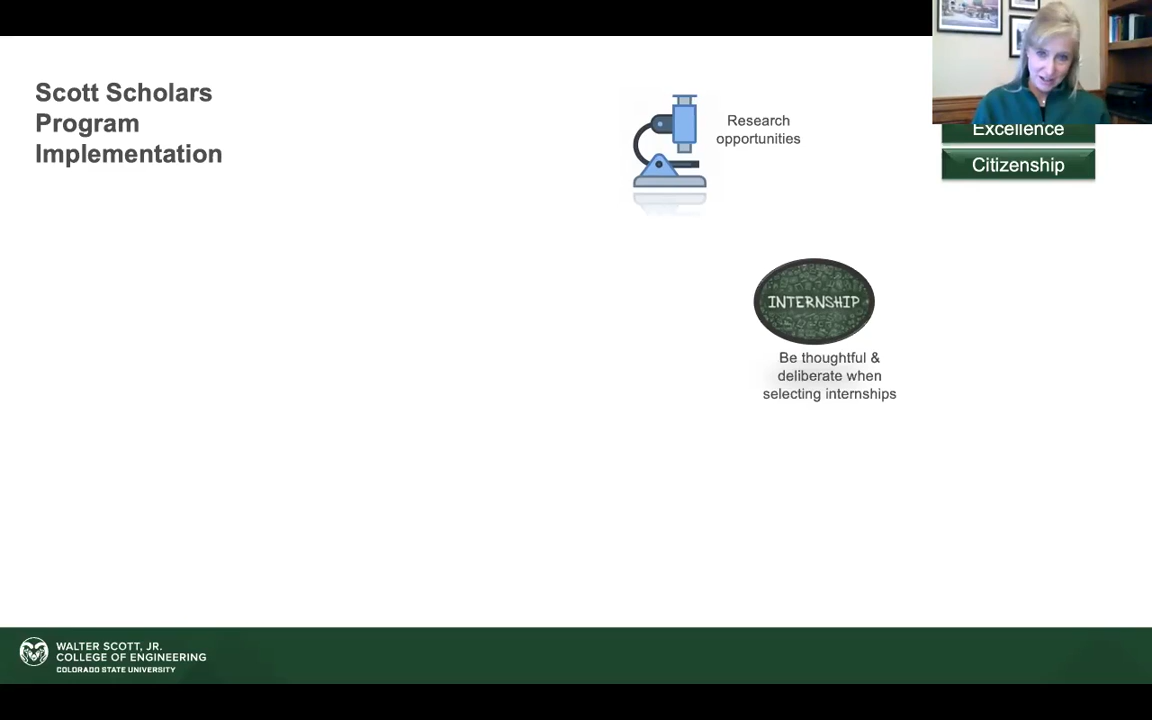 Scott Scholars
Program
Implementation
Research
opportunities
Excellence
Citizenship
INTERNSHIP
Be thoughtful &
deliberate when
selecting internships
WALTER SCOTT, JR.
COLLEGE OF ENGINEERING
COLORADO STATE UNIVERSITY